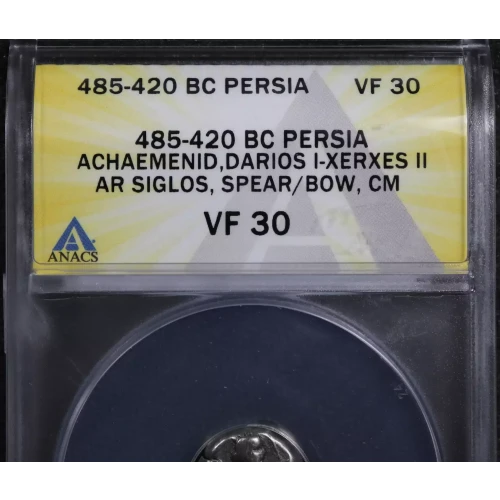 485-420 BC PERSIA VF 30
485-420 BC PERSIA
ACHAEMENID,DARIOS I-XERXES II
AR SIGLOS, SPEAR/BOW, CM
VF 30
ANACS